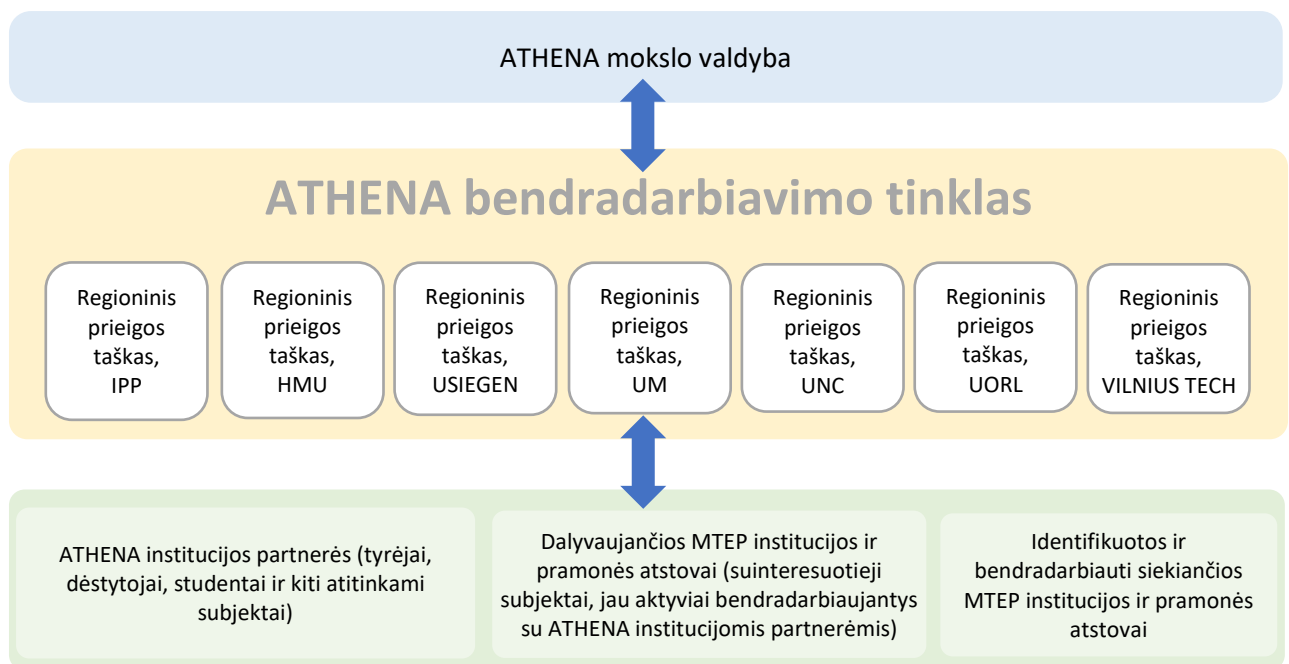 ATHENA mokslo valdyba
ATHENA bendradarbiavimo tinklas
Regioninis
prieigos
taškas,
IPP
Regioninis
prieigos
taškas,
HMU
Regioninis
prieigos
taškas,
USIEGEN
Regioninis
prieigos
taškas,
UM
Regioninis
prieigos
taškas,
UNC
Regioninis
prieigos
taškas,
UORL
Regioninis
prieigos
taškas,
VILNIUS TECH
ATHENA institucijos partnerės (tyrėjai,
dėstytojai, studentai ir kiti atitinkami
subjektai)
Dalyvaujančios MTEP institucijos ir
pramonės atstovai (suinteresuotieji
subjektai, jau aktyviai bendradarbiaujantys
su ATHENA institucijomis partnerėmis)
Identifikuotos ir
bendradarbiauti siekiančios
MTEP institucijos ir pramonės
atstovai